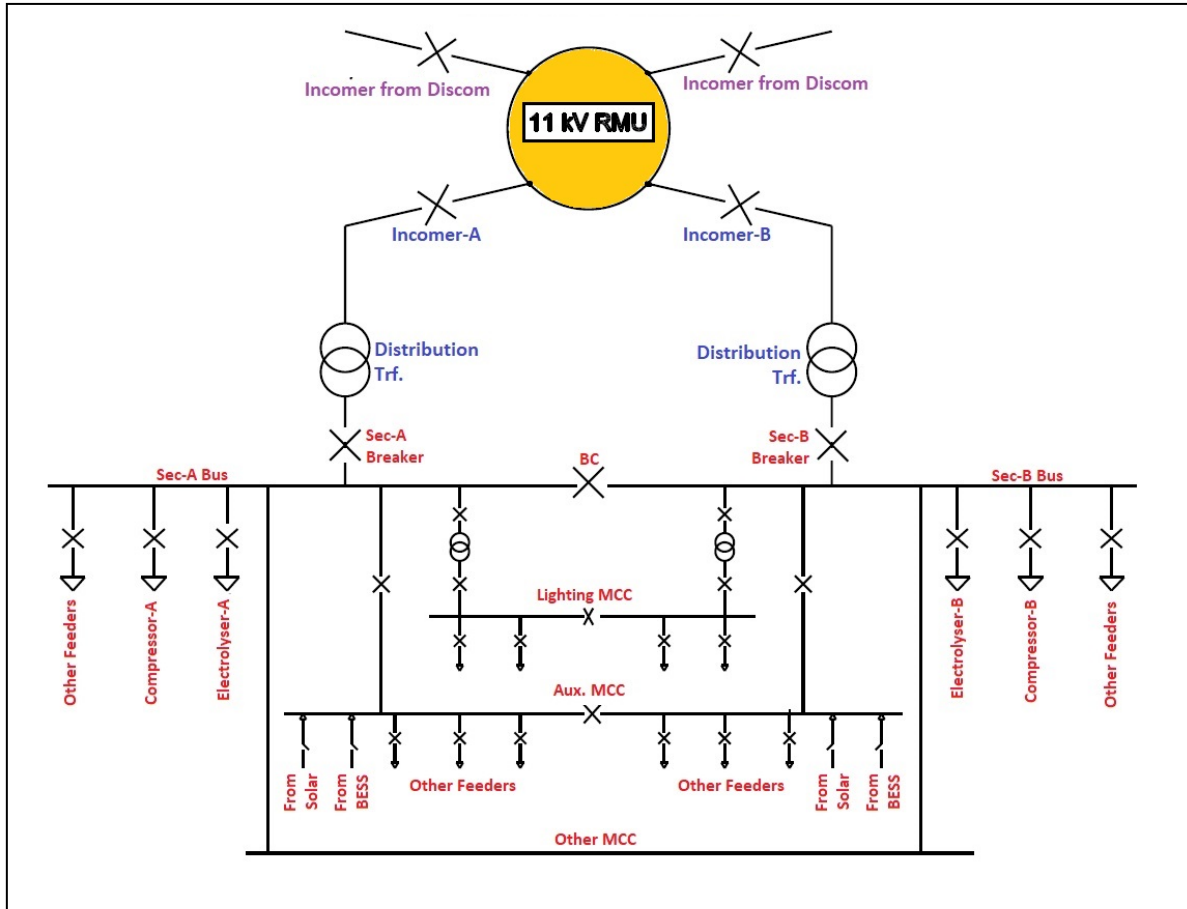 Incomer from Discom
Incomer from Discom
11 kV RMU
Incomer-A
Incomer-B
Distribution
Trf.
Distribution
Trf.
Sec-A
Breaker
BC
Sec-B
Breaker
Sec-A Bus
Sec-B Bus
Other Feeders
Compressor-A
Electrolyser-A
Lighting MCC
Electrolyser-B
Compressor-B
Other Feeders
Aux. MCC
From
Solar
From
BESS
Other Feeders
Other Feeders
From
Solar
From
BESS
Other MCC